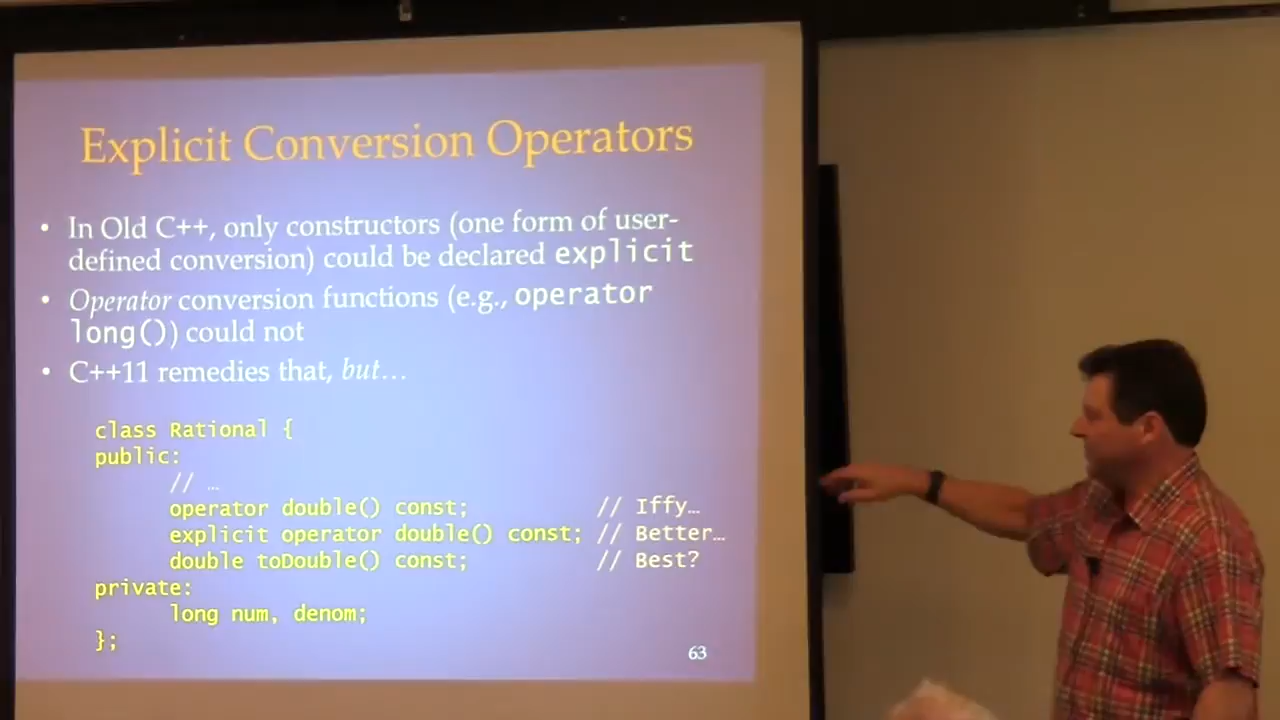 Explicit Conversion Operators
• In Old C++, only constructors (one form of user-
defined conversion) could be declared explicit
• Operator conversion functions (e.g., operator
long()) could not
• C++11 remedies that, but…
class Rational {
public:
// …
operator double() const; // Iffy…
explicit operator double() const; // Better…
double toDouble() const; // Best?
private:
long num, denom;
};
63